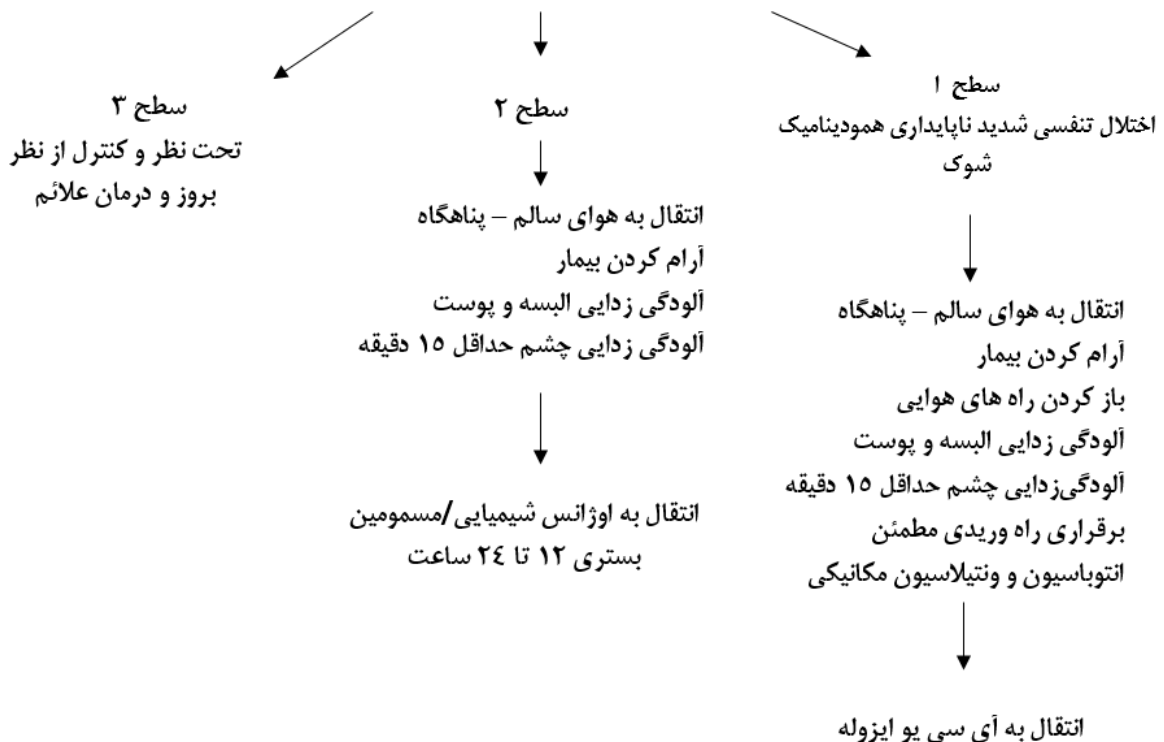 سطح ۱
اختلال تنفسی شدید ناپایداری همودینامیک
شوک
انتقال به هوای سالم – پناهگاه
آرام کردن بیمار
باز کردن راه های هوایی
آلودگی زدایی البسه و پوست
آلودگی‌زدایی چشم حداقل ۱۵ دقیقه
برقراری راه وریدی مطمئن
انتوباسیون و ونتیلاسیون مکانیکی
انتقال به آی سی یو ایزوله
سطح ۲
انتقال به هوای سالم – پناهگاه
آرام کردن بیمار
آلودگی زدایی البسه و پوست
آلودگی زدایی چشم حداقل ۱۵ دقیقه
انتقال به اوژانس شیمیایی/مسمومین
بستری ۱۲ تا ۲٤ ساعت
سطح ۳
تحت نظر و کنترل از نظر
بروز و درمان علائم